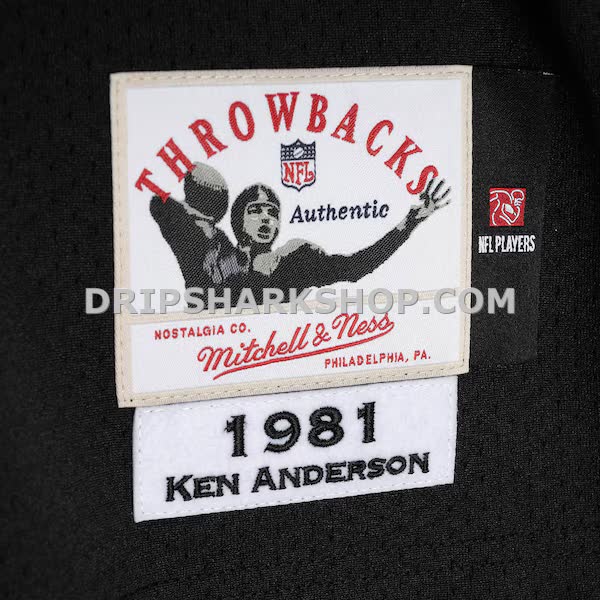 THROWBACKS
NFL
Authentic
NFL PLAYERS
DRIPSHARKSHOP.COM
NOSTALGIA CO.
Mitchell & Ness
PHILADELPHIA, PA.
1981
KEN ANDERSON